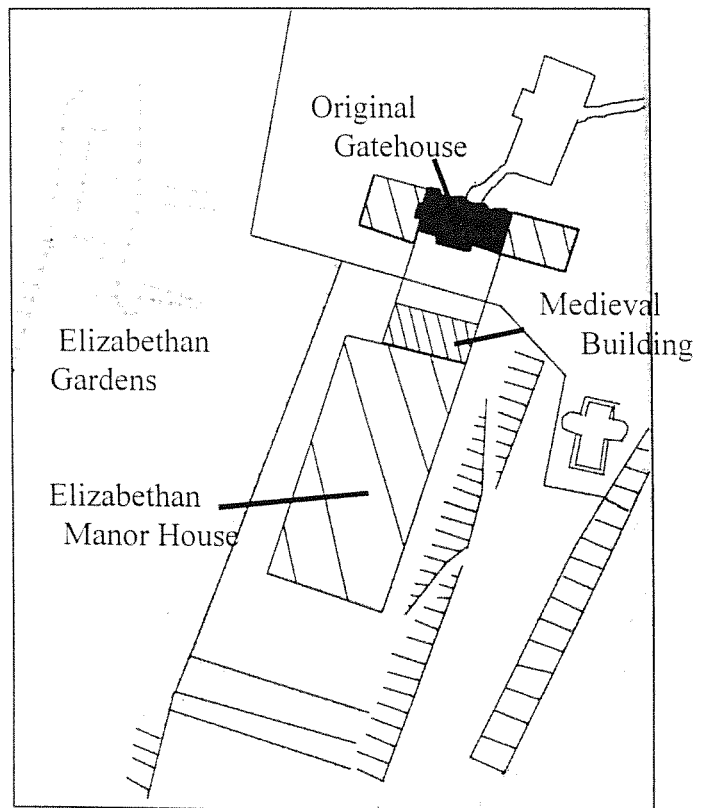 Original
Gatehouse
Medieval
Building
Elizabethan
Gardens
Elizabethan
Manor House